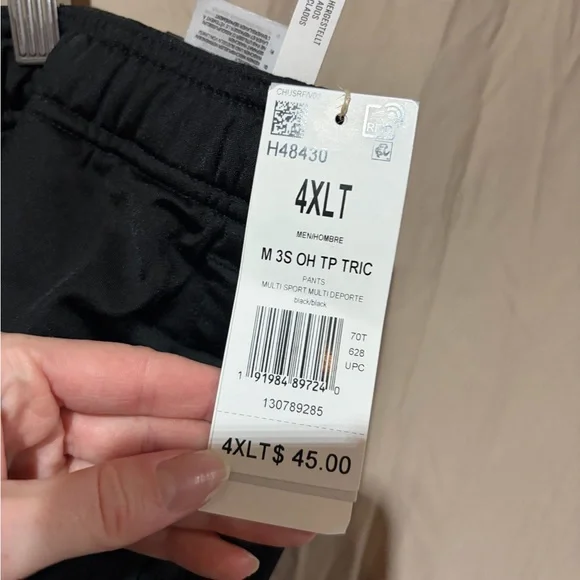 HERGESTELLT
H48430
4XLT
MEN/HOMBRE
M 3S OH TP TRIC
PANTS
MULTI SPORT MULTI DEPORTE
black/black
70T
628
UPC
1 91984 89724 0
130789285
4XLT $ 45.00